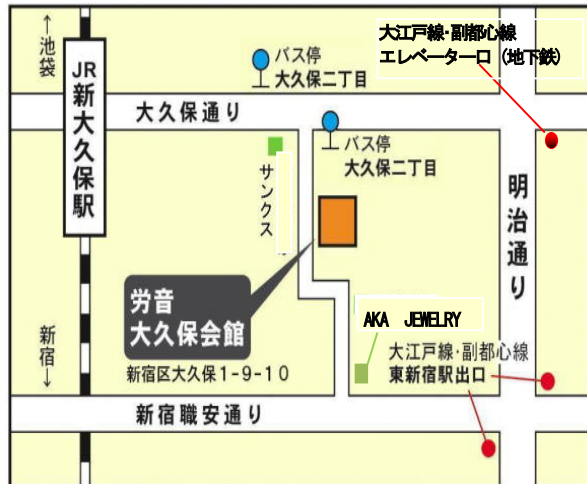 ↑池袋
JR新大久保駅
新宿↓
バス停
大久保二丁目
大江戸線・副都心線
エレベーター口（地下鉄）
大久保通り
バス停
大久保二丁目
サンクス
明治通り
労音
大久保会館
新宿区大久保1-9-10
AKA JEWELRY
大江戸線・副都心線
東新宿駅出口
新宿職安通り